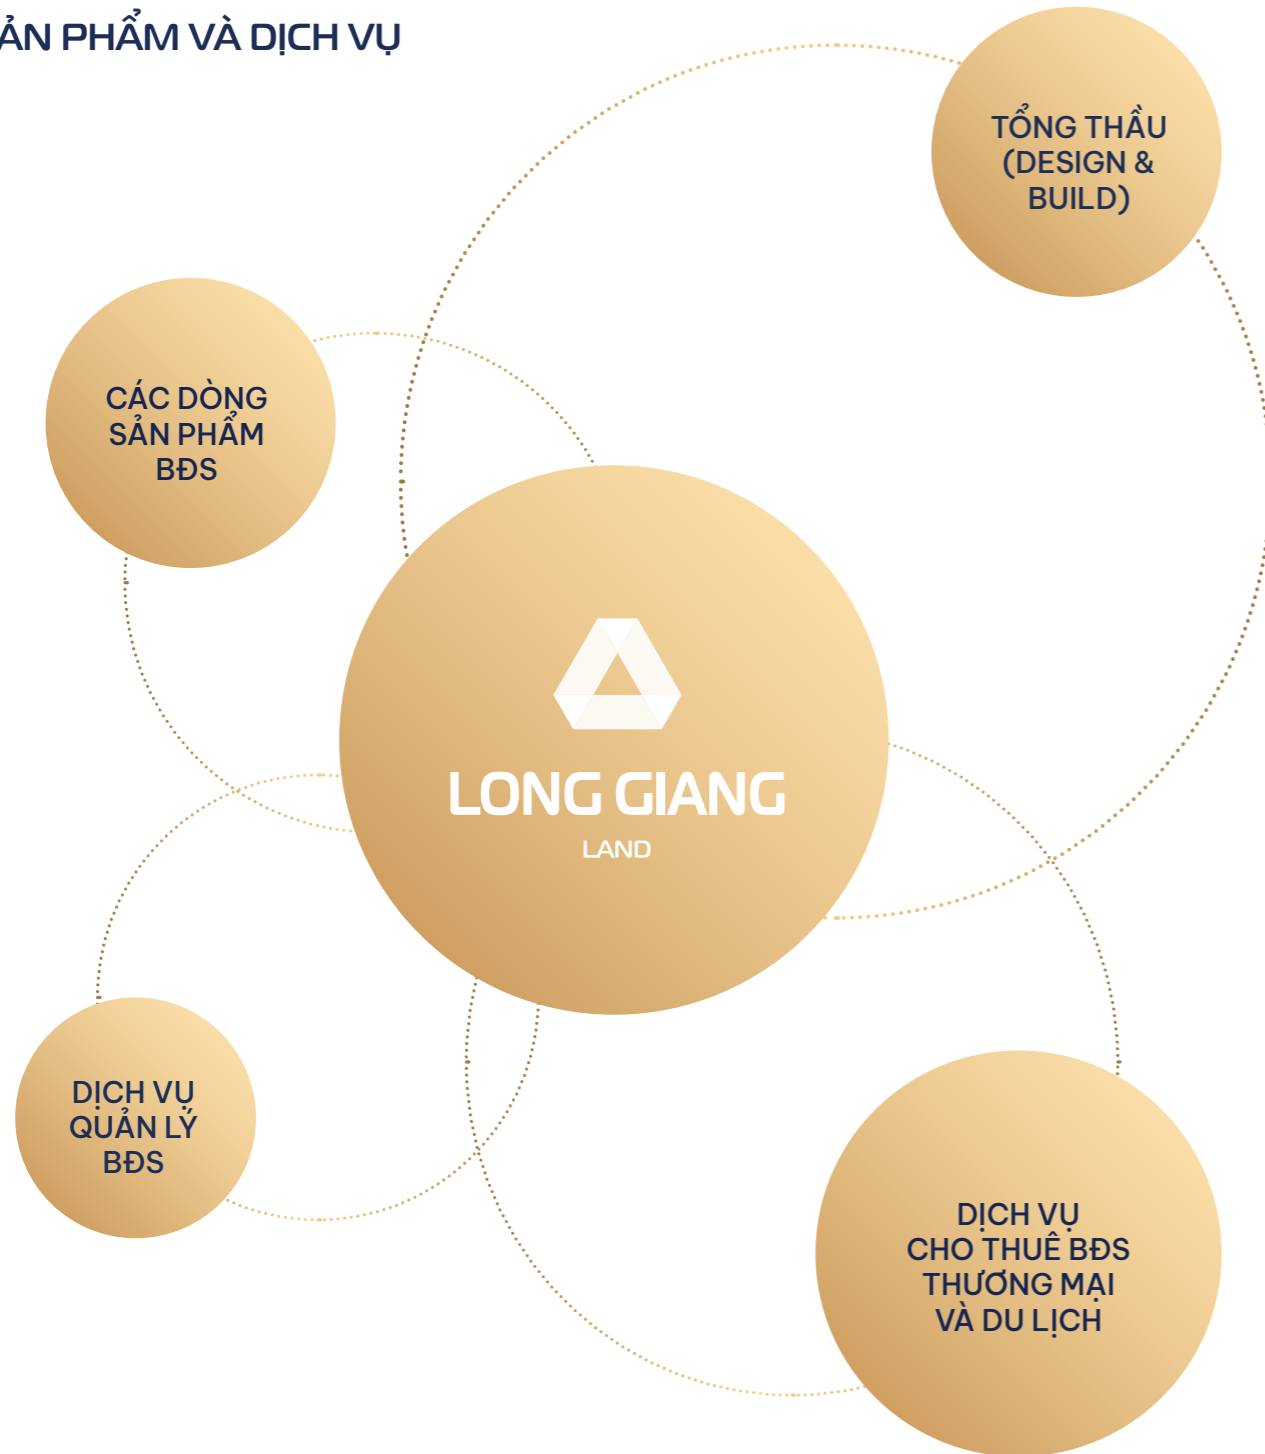 ẢN PHẨM VÀ DỊCH VỤ
TỔNG THẦU
(DESIGN &
BUILD)
CÁC DÒNG
SẢN PHẨM
BĐS
LONG GIANG
LAND
DỊCH VỤ
QUẢN LÝ
BĐS
DỊCH VỤ
CHO THUÊ BĐS
THƯƠNG MẠI
VÀ DU LỊCH